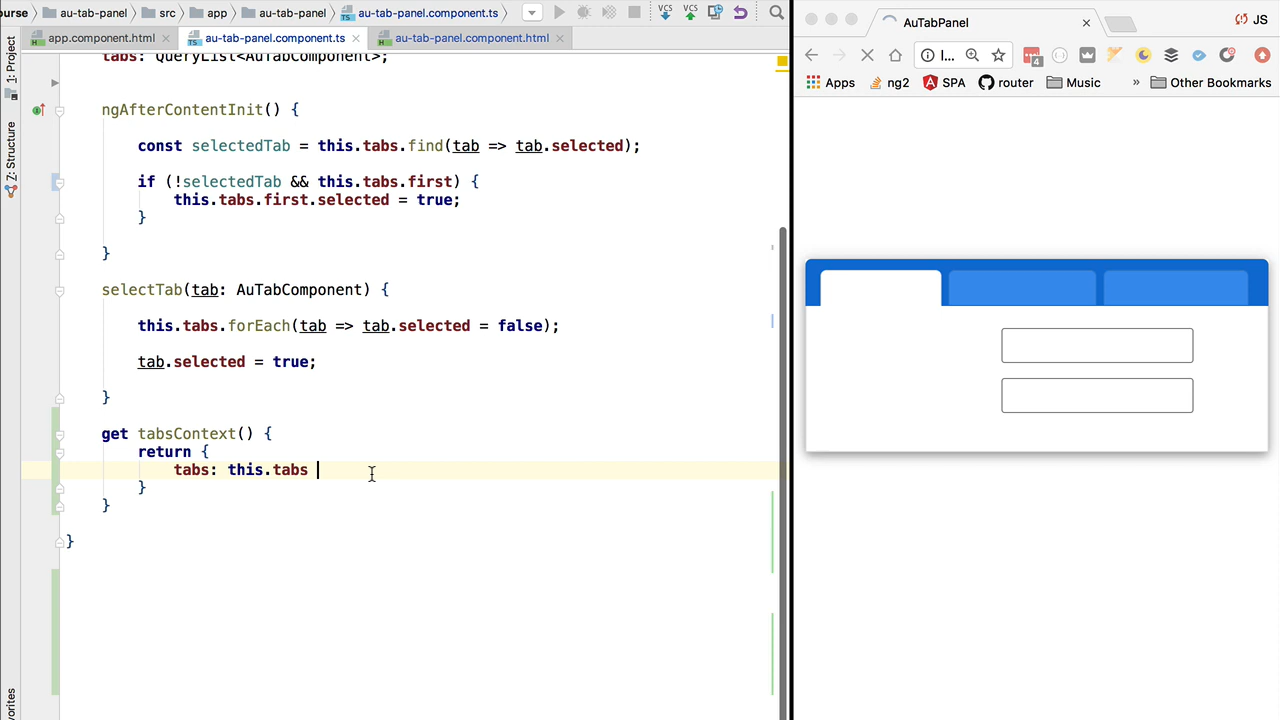 ourse au-tab-panel src app au-tab-panel au-tab-panel.component.ts
app.component.html au-tab-panel.component.ts au-tab-panel.component.html
1: Project
Z: Structure
vorites
VCS VCS
tabs: QueryList<AuTabComponent>;
ngAfterContentInit() {
const selectedTab = this.tabs.find(tab => tab.selected);
if (!selectedTab && this.tabs.first) {
this.tabs.first.selected = true;
}
}
selectTab(tab: AuTabComponent) {
this.tabs.forEach(tab => tab.selected = false);
tab.selected = true;
}
get tabsContext() {
return {
tabs: this.tabs
}
}
}
AuTabPanel JS
l... 4
Apps ng2 SPA router Music » Other Bookmarks